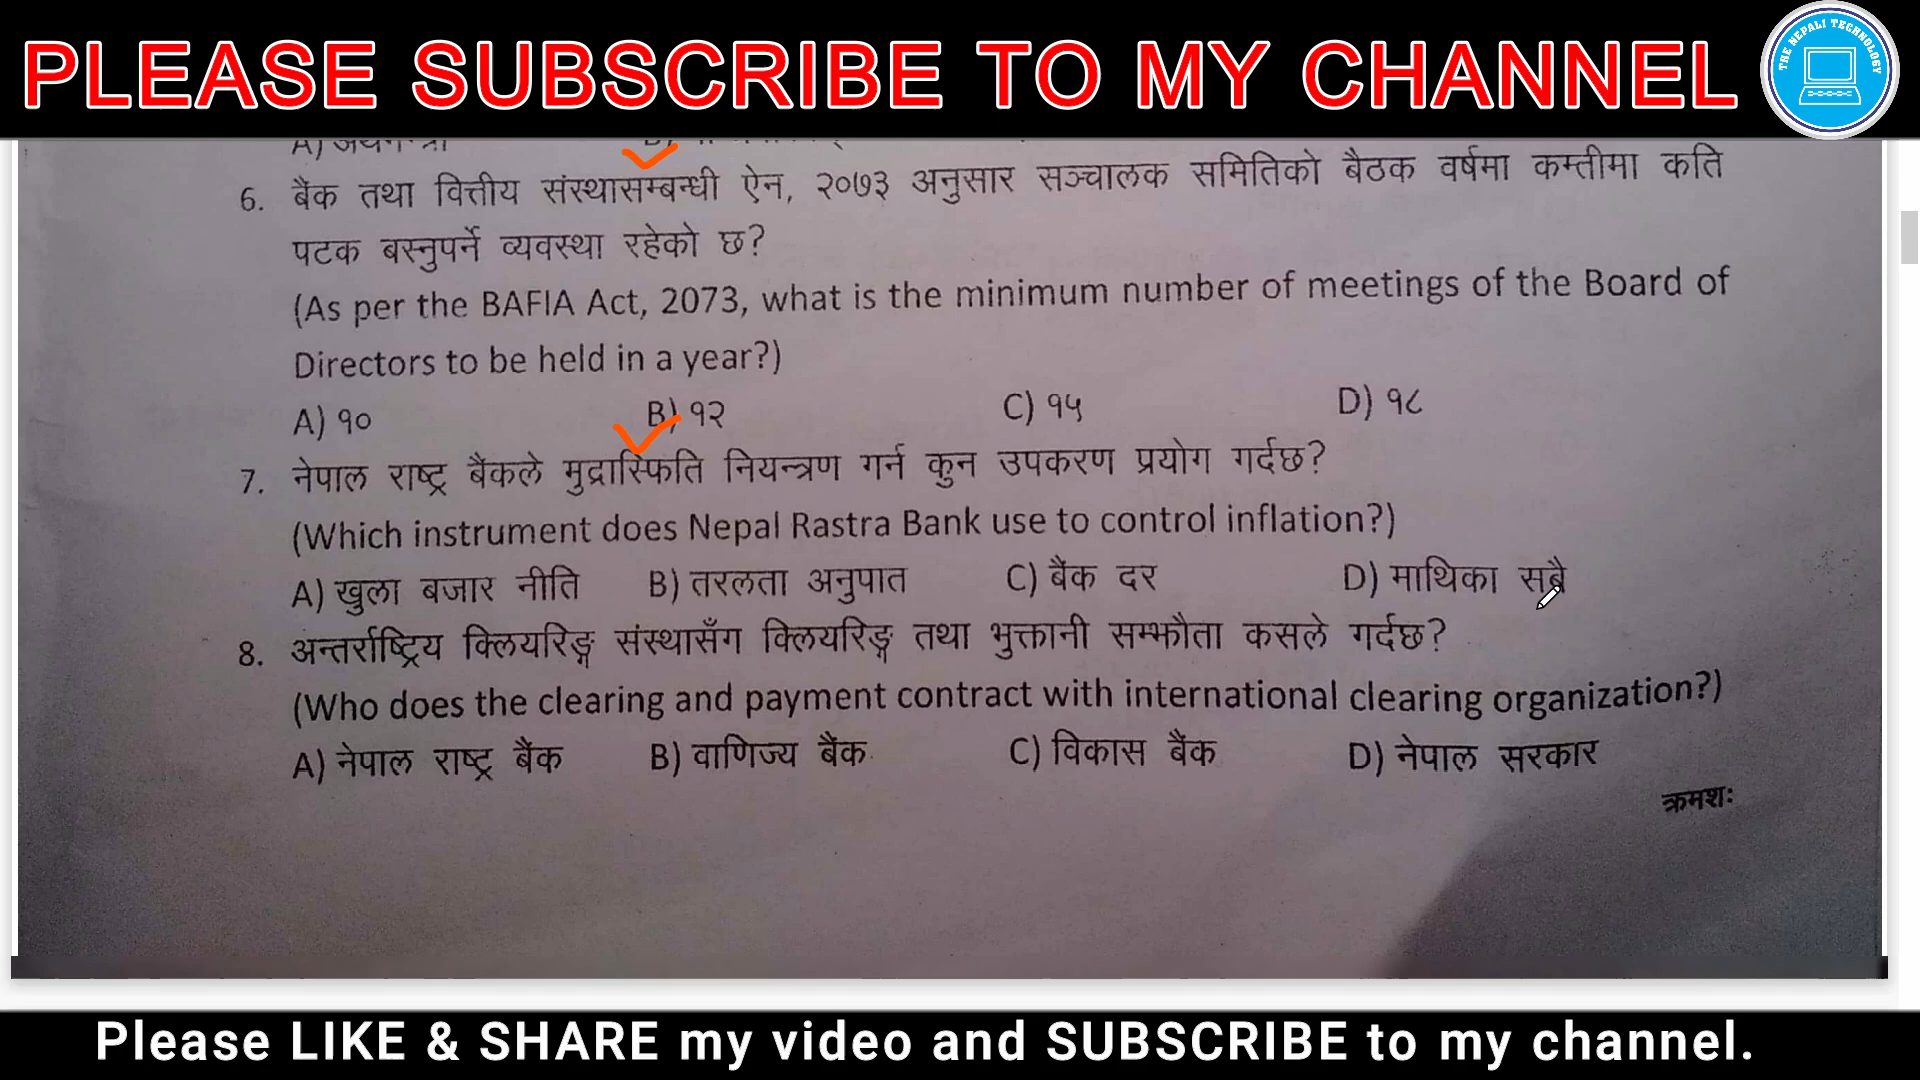 PLEASE SUBSCRIBE TO MY CHANNEL
THE NEPALI TECHNOLOGY
6. बैंक तथा वित्तीय संस्थासम्बन्धी ऐन, २०७३ अनुसार सञ्चालक समितिको बैठक वर्षमा कम्तीमा कति
पटक बस्नुपर्ने व्यवस्था रहेको छ?
(As per the BAFIA Act, 2073, what is the minimum number of meetings of the Board of
Directors to be held in a year?)
A) १० B) १२ C) १५ D) १८
7. नेपाल राष्ट्र बैंकले मुद्रास्फिति नियन्त्रण गर्न कुन उपकरण प्रयोग गर्दछ?
(Which instrument does Nepal Rastra Bank use to control inflation?)
A) खुला बजार नीति B) तरलता अनुपात C) बैंक दर D) माथिका सबै
8. अन्तर्राष्ट्रिय क्लियरिङ्ग संस्थासँग क्लियरिङ्ग तथा भुक्तानी सम्झौता कसले गर्दछ?
(Who does the clearing and payment contract with international clearing organization?)
A) नेपाल राष्ट्र बैंक B) वाणिज्य बैंक C) विकास बैंक D) नेपाल सरकार
क्रमशः
Please LIKE & SHARE my video and SUBSCRIBE to my channel.